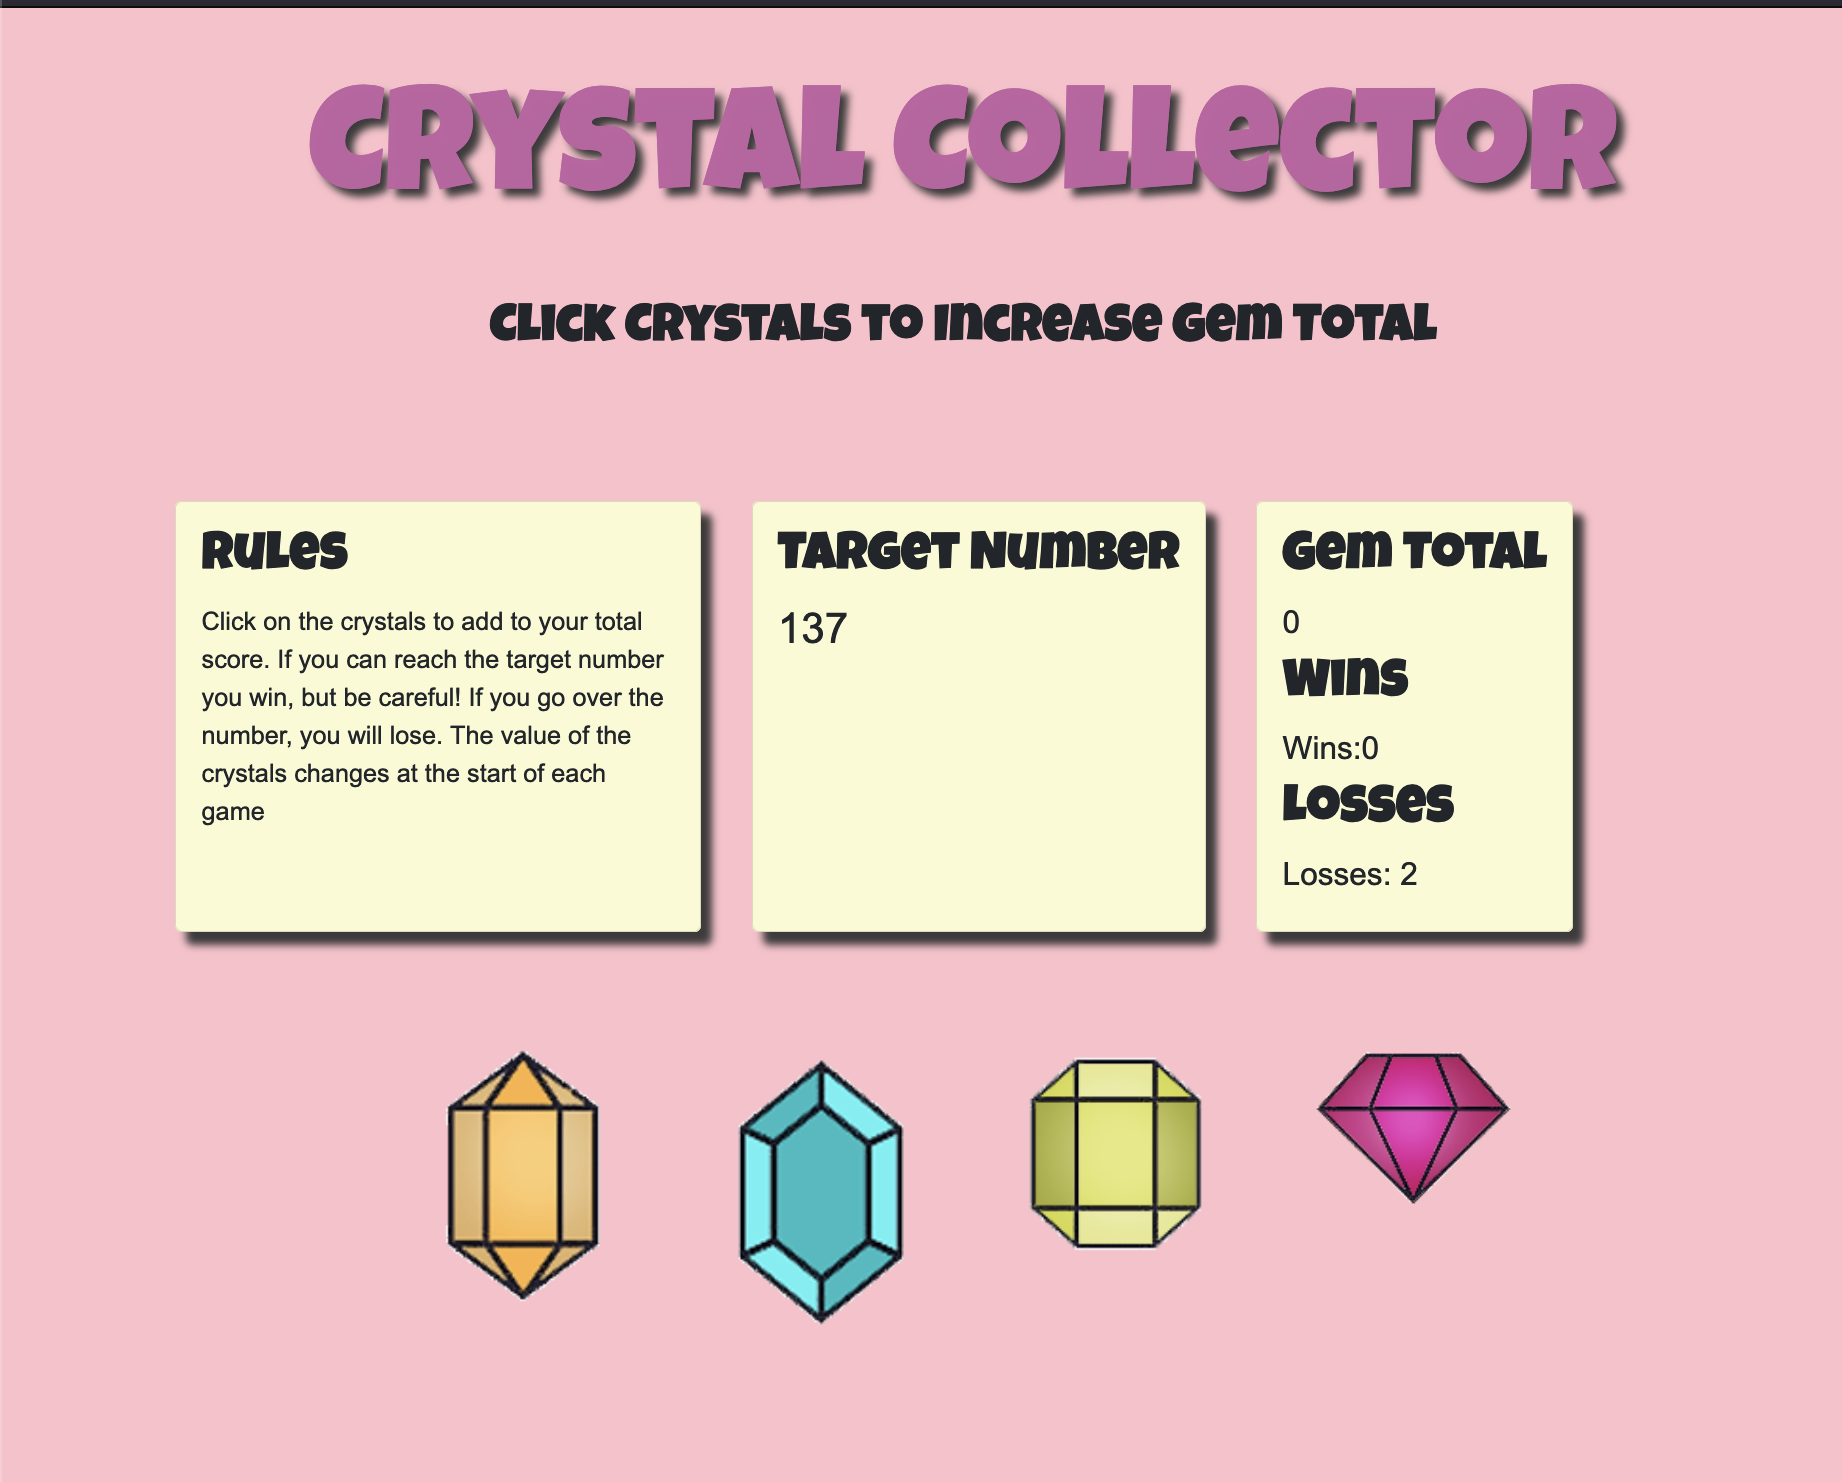 CRYSTAL COLLECTOR
CLICK CRYSTALS TO INCREASE GEM TOTAL
RULES
Click on the crystals to add to your total
score. If you can reach the target number
you win, but be careful! If you go over the
number, you will lose. The value of the
crystals changes at the start of each
game
TARGET NUMBER
137
GEM TOTAL
0
WINS
Wins:0
LOSSES
Losses: 2